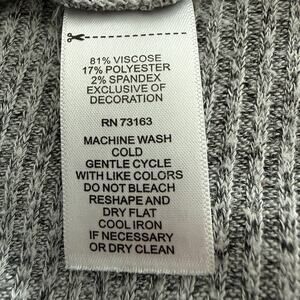 81% VISCOSE
17% POLYESTER
2% SPANDEX
EXCLUSIVE OF
DECORATION
RN 73163
MACHINE WASH
COLD
GENTLE CYCLE
WITH LIKE COLORS
DO NOT BLEACH
RESHAPE AND
DRY FLAT
COOL IRON
IF NECESSARY
OR DRY CLEAN